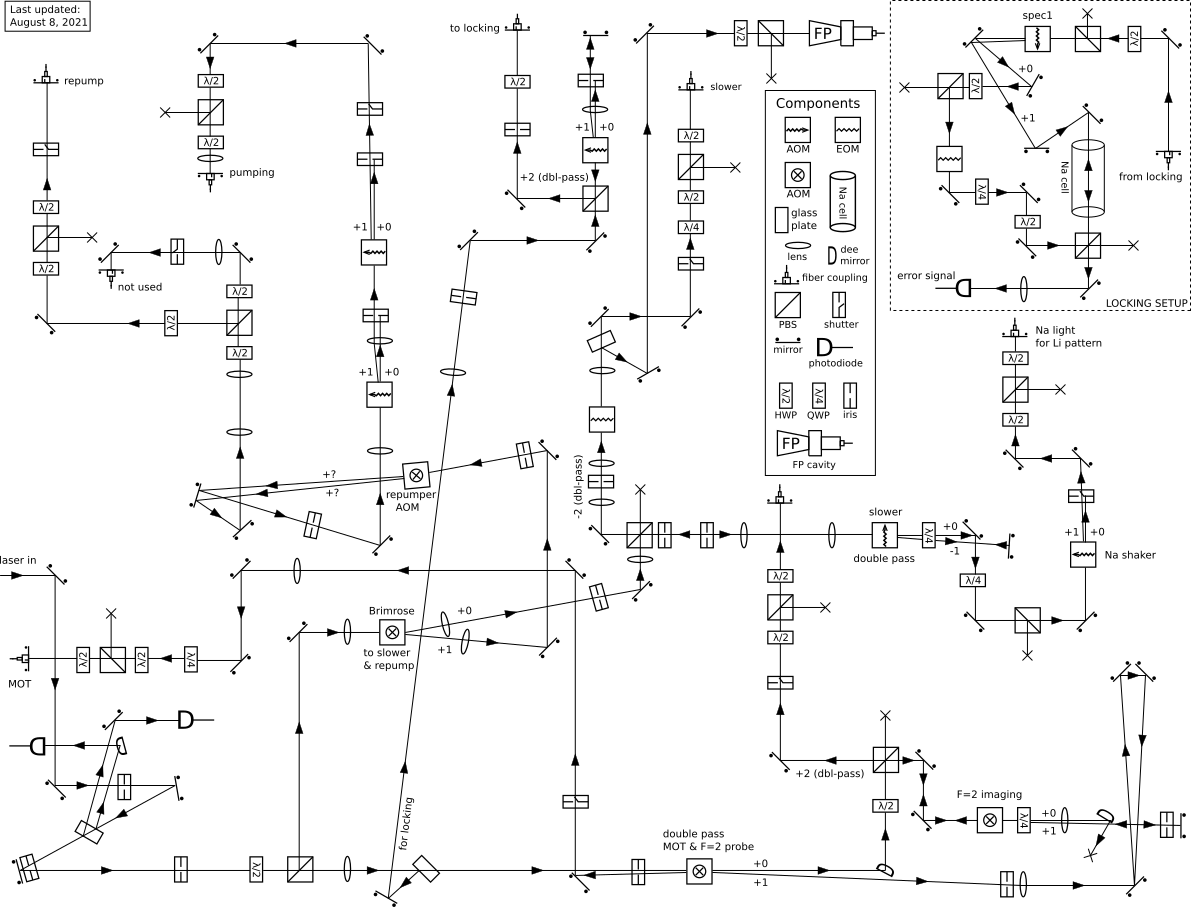 Last updated:
August 8, 2021
to locking
λ/2
FP
spec1
λ/2
repump
λ/2
λ/2
slower
+0
λ/2
+1
Components
AOM
EOM
AOM
Na cell
glass
plate
lens
dee
mirror
fiber coupling
PBS
shutter
mirror
photodiode
λ/2
λ/4
HWP
QWP
iris
FP
FP cavity
λ/2
pumping
+1
+0
+2 (dbl-pass)
λ/2
λ/2
λ/4
Na cell
from locking
λ/4
λ/2
error signal
LOCKING SETUP
λ/2
λ/2
not used
λ/2
λ/2
λ/2
+1
+0
+1
+0
Na light
for Li pattern
λ/2
λ/2
+?
+?
repumper
AOM
-2 (dbl-pass)
slower
double pass
λ/4
+0
-1
λ/4
+1
+0
Na shaker
laser in
λ/2
λ/2
Brimrose
to slower
& repump
+0
+1
MOT
λ/2
λ/2
λ/4
+2 (dbl-pass)
λ/2
F=2 imaging
λ/4
+0
+1
for locking
λ/2
double pass
MOT & F=2 probe
+0
+1